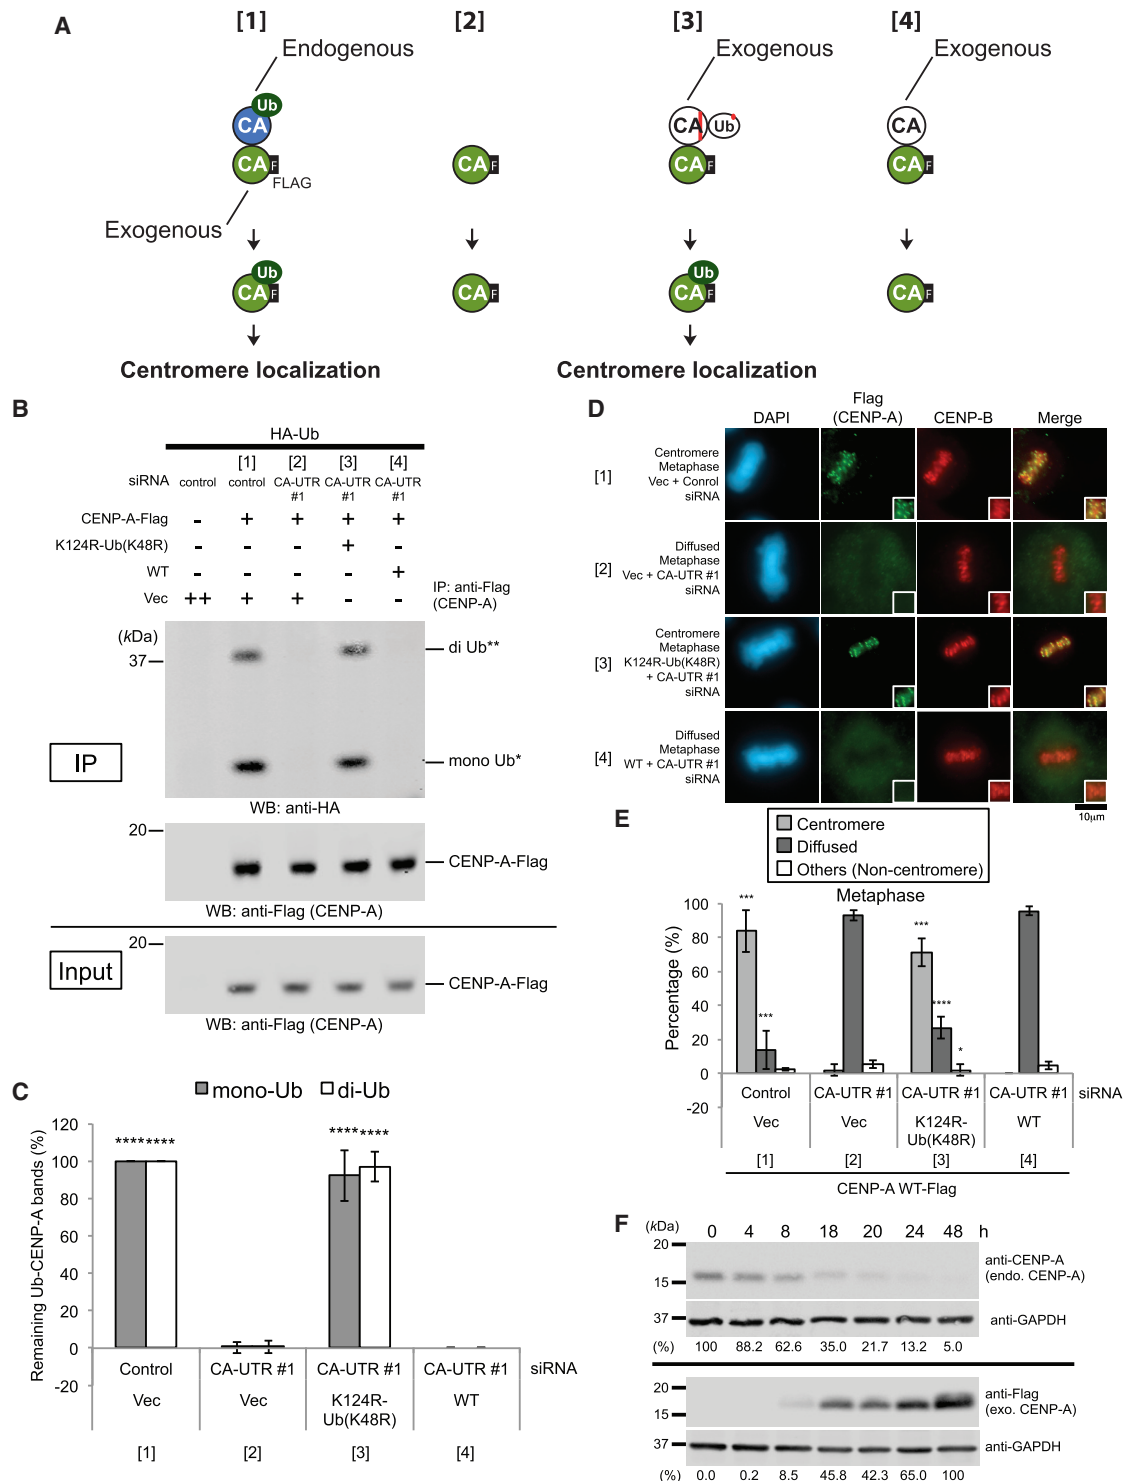 A
[1] [2] [3] [4]
Endogenous
Exogenous
Exogenous
Ub
CA
CA F
FLAG
CA F
CA Ub
CA F
CA
CA F
Exogenous
Ub
CA F
CA F
Ub
CA F
CA F
Centromere localization
Centromere localization
B
HA-Ub
[1] [2] [3] [4]
siRNA control control CA-UTR #1 CA-UTR #1 CA-UTR #1
CENP-A-Flag - + + + +
K124R-Ub(K48R) - - - + -
WT - - - - +
Vec ++ + + - -
IP: anti-Flag
(CENP-A)
(kDa)
37
di Ub**
mono Ub*
IP
WB: anti-HA
20
CENP-A-Flag
WB: anti-Flag (CENP-A)
20
Input
CENP-A-Flag
WB: anti-Flag (CENP-A)
C
mono-Ub di-Ub
Remaining Ub-CENP-A bands (%)
120
100
80
60
40
20
0
-20
**** **** **** ****
Control CA-UTR #1 CA-UTR #1 CA-UTR #1 siRNA
Vec Vec K124R-Ub(K48R) WT
[1] [2] [3] [4]
D
DAPI Flag (CENP-A) CENP-B Merge
[1] Centromere
Metaphase
Vec + Conrol
siRNA
[2] Diffused
Metaphase
Vec + CA-UTR #1
siRNA
[3] Centromere
Metaphase
K124R-Ub(K48R)
+ CA-UTR #1
siRNA
[4] Diffused
Metaphase
WT + CA-UTR #1
siRNA
10μm
E
Centromere
Diffused
Others (Non-centromere)
Metaphase
Percentage (%)
100
80
60
40
20
0
-20
*** *** *** **** *
Control CA-UTR #1 CA-UTR #1 CA-UTR #1 siRNA
Vec Vec K124R-Ub(K48R) WT
[1] [2] [3] [4]
CENP-A WT-Flag
F
(kDa) 0 4 8 18 20 24 48 h
20
15
anti-CENP-A
(endo. CENP-A)
37
anti-GAPDH
(%) 100 88.2 62.6 35.0 21.7 13.2 5.0
20
15
anti-Flag
(exo. CENP-A)
37
anti-GAPDH
(%) 0.0 0.2 8.5 45.8 42.3 65.0 100